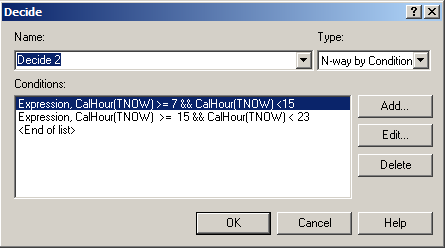 Decide
Name: Type:
Decide 2 N-way by Condition
Conditions:
Expression, CalHour(TNOW) >= 7 && CalHour(TNOW) <15
Expression, CalHour(TNOW)  >=  15 && CalHour(TNOW) < 23
<End of list>
Add...
Edit...
Delete
OK Cancel Help